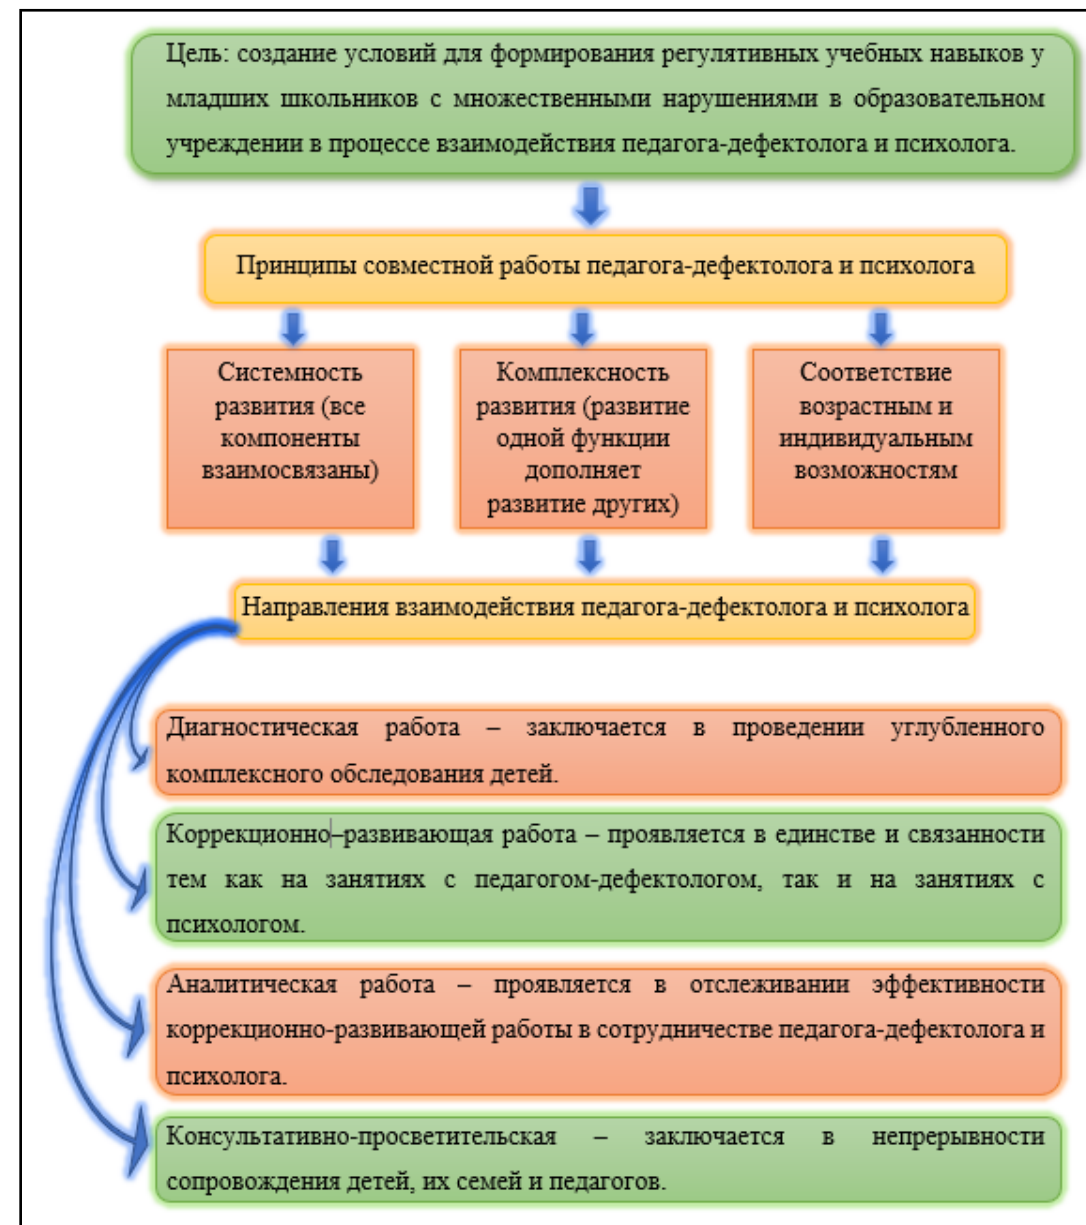 Цель: создание условий для формирования регулятивных учебных навыков у
младших школьников с множественными нарушениями в образовательном
учреждении в процессе взаимодействия педагога-дефектолога и психолога.
Принципы совместной работы педагога-дефектолога и психолога
Системность
развития (все
компоненты
взаимосвязаны)
Комплексность
развития (развитие
одной функции
дополняет
развитие других)
Соответствие
возрастным и
индивидуальным
возможностям
Направления взаимодействия педагога-дефектолога и психолога
Диагностическая работа – заключается в проведении углубленного
комплексного обследования детей.
Коррекционно–развивающая работа – проявляется в единстве и связанности
тем как на занятиях с педагогом-дефектологом, так и на занятиях с
психологом.
Аналитическая работа – проявляется в отслеживании эффективности
коррекционно-развивающей работы в сотрудничестве педагога-дефектолога и
психолога.
Консультативно-просветительская – заключается в непрерывности
сопровождения детей, их семей и педагогов.